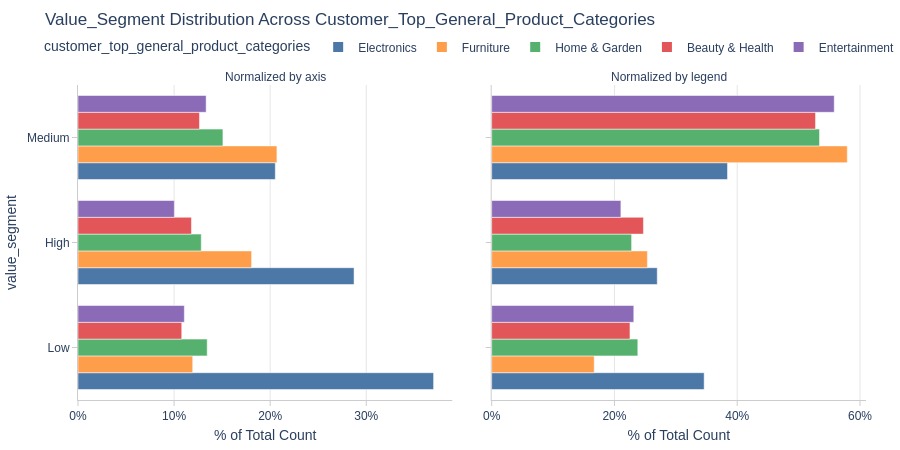 Value_Segment Distribution Across Customer_Top_General_Product_Categories
customer_top_general_product_categories Electronics Furniture Home & Garden Beauty & Health Entertainment
Normalized by axis Normalized by legend
value_segment
Medium
High
Low
0% 10% 20% 30% 0% 20% 40% 60%
% of Total Count % of Total Count